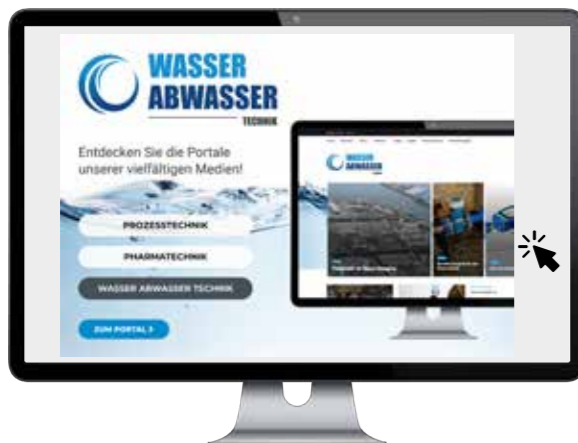 WASSER
ABWASSER
TECHNIK
Entdecken Sie die Portale
unserer vielfältigen Medien!
WASSER
ABWASSER
PROZESSTECHNIK
PHARMATECHNIK
WASSER ABWASSER TECHNIK
ZUM PORTAL >